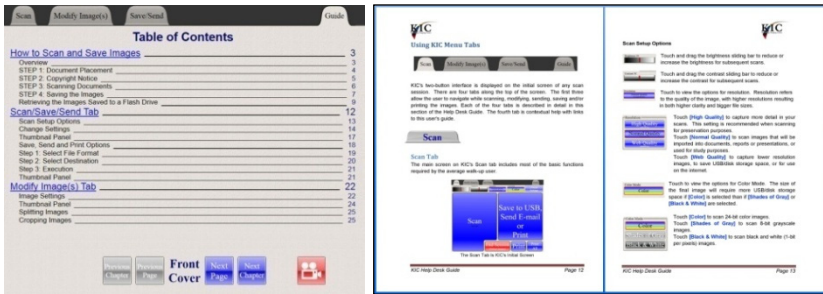 Scan
Modify Image(s)
Save/Send
Guide
Table of Contents
How to Scan and Save Images 3
Overview 3
STEP 1: Document Placement 4
STEP 2: Copyright Notice 5
STEP 3: Scanning Documents 6
STEP 4: Saving the Images 7
Retrieving the Images Saved to a Flash Drive 9
Scan/Save/Send Tab 12
Scan Setup Options 13
Change Settings 14
Thumbnail Panel 17
Save, Send and Print Options 18
Step 1: Select File Format 19
Step 2: Select Destination 20
Step 3: Execution 21
Thumbnail Panel 21
Modify Image(s) Tab 22
Image Settings 22
Thumbnail Panel 24
Splitting Images 25
Cropping Images 25
Previous Chapter
Previous Page
Front Cover
Next Page
Next Chapter
KIC
Using KIC Menu Tabs
Scan
Modify Image(s)
Save/Send
Guide
KIC's two-button interface is displayed on the initial screen of any scan
session. There are four tabs along the top of the screen. The first three
allow the user to navigate while scanning, modifying, sending, saving and/or
printing the images. Each of the four tabs is described in detail in this
section of the Help Desk Guide. The fourth tab is contextual help with links
to this user's guide.
Scan
Scan Tab
The main screen on KIC's Scan tab includes most of the basic functions
required by the average walk-up user.
Scan
Save to USB,
Send E-mail
or
Print
The Scan Tab to KIC's Initial Screen
KIC Help Desk Guide Page 12
KIC
Scan Setup Options
Touch and drag the brightness sliding bar to reduce or
increase the brightness for subsequent scans.
Touch and drag the contrast sliding bar to reduce or
increase the contrast for subsequent scans.
Touch to view the options for resolution. Resolution refers
to the quality of the image, with higher resolutions resulting
in both higher clarity and bigger file sizes.
Touch [High Quality] to capture more detail in your
scans. This setting is recommended when scanning
for preservation purposes.
Touch [Normal Quality] to scan images that will be
imported into documents, reports or presentations, or
used for study purposes.
Touch [Web Quality] to capture lower resolution
images, to save USB/disk storage space, or for use
on the internet.
Touch to view the options for Color Mode. The size of
the final image will require more USB/disk storage
space if [Color] is selected than if [Shades of Gray] or
[Black & White] are selected.
Color
Touch [Color] to scan 24-bit color images.
Touch [Shades of Gray] to scan 8-bit grayscale
images.
Touch [Black & White] to scan black and white (1-bit
per pixels) images.
Color
Black & White
KIC Help Desk Guide Page 13